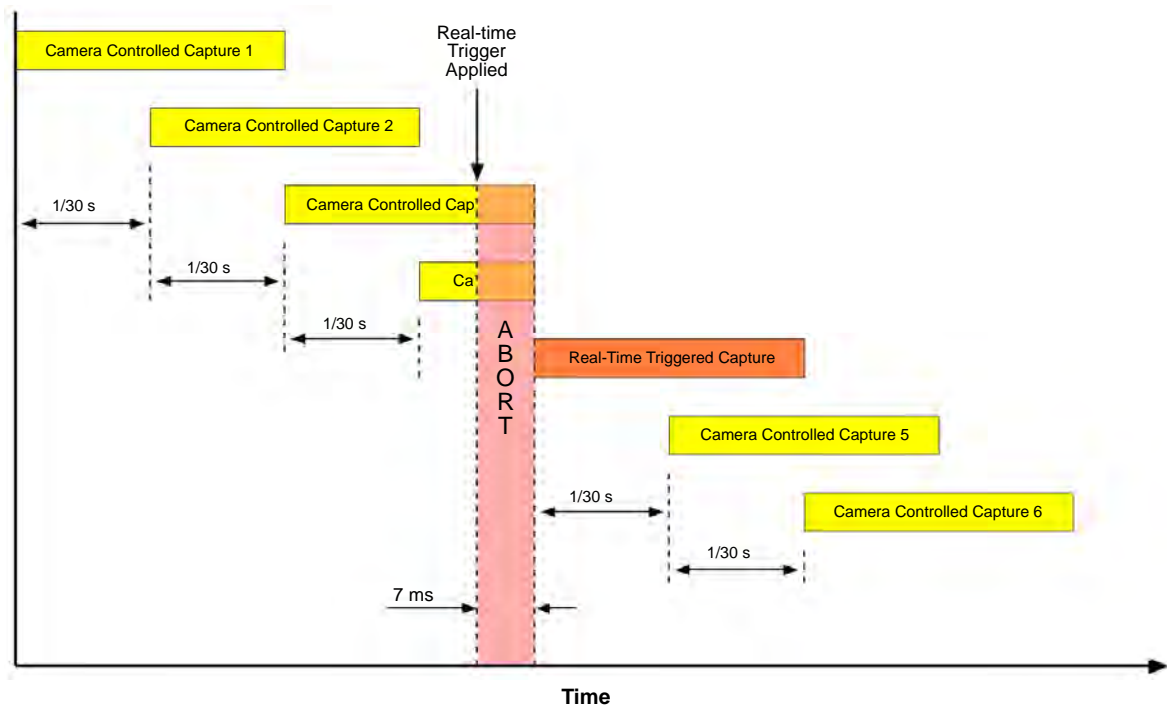 Real-time
Trigger
Applied
Camera Controlled Capture 1
Camera Controlled Capture 2
Camera Controlled Cap
1/30 s
1/30 s
Ca
1/30 s
ABORT
Real-Time Triggered Capture
Camera Controlled Capture 5
1/30 s
Camera Controlled Capture 6
1/30 s
7 ms
Time